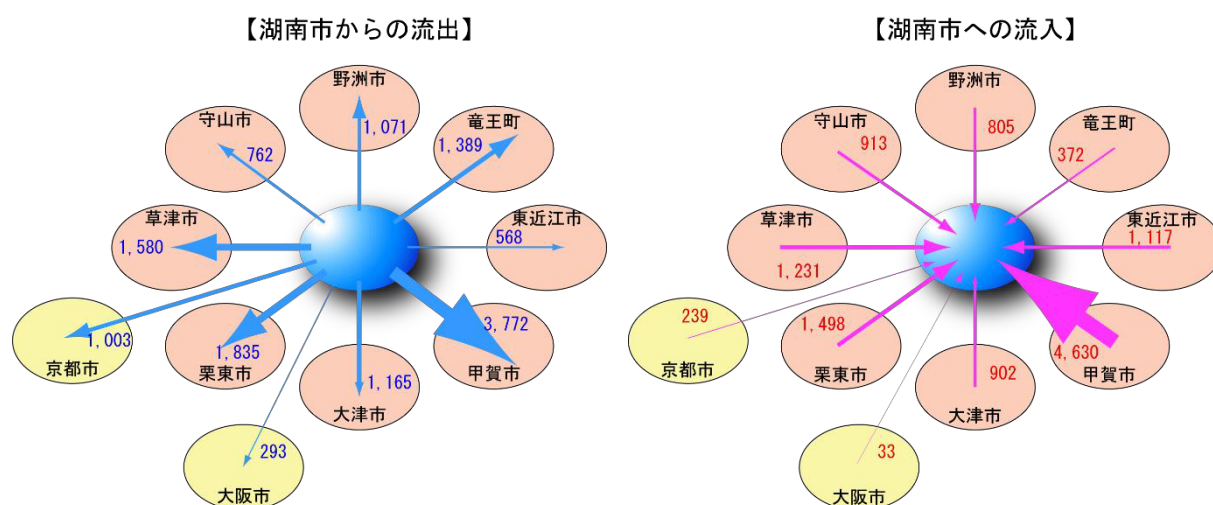 【湖南市からの流出】
野洲市
1,071
守山市
762
竜王町
1,389
草津市
1,580
東近江市
568
京都市
1,003
栗東市
1,835
大津市
1,165
甲賀市
3,772
大阪市
293
【湖南市への流入】
野洲市
805
守山市
913
竜王町
372
草津市
1,231
東近江市
1,117
京都市
239
栗東市
1,498
大津市
902
甲賀市
4,630
大阪市
33